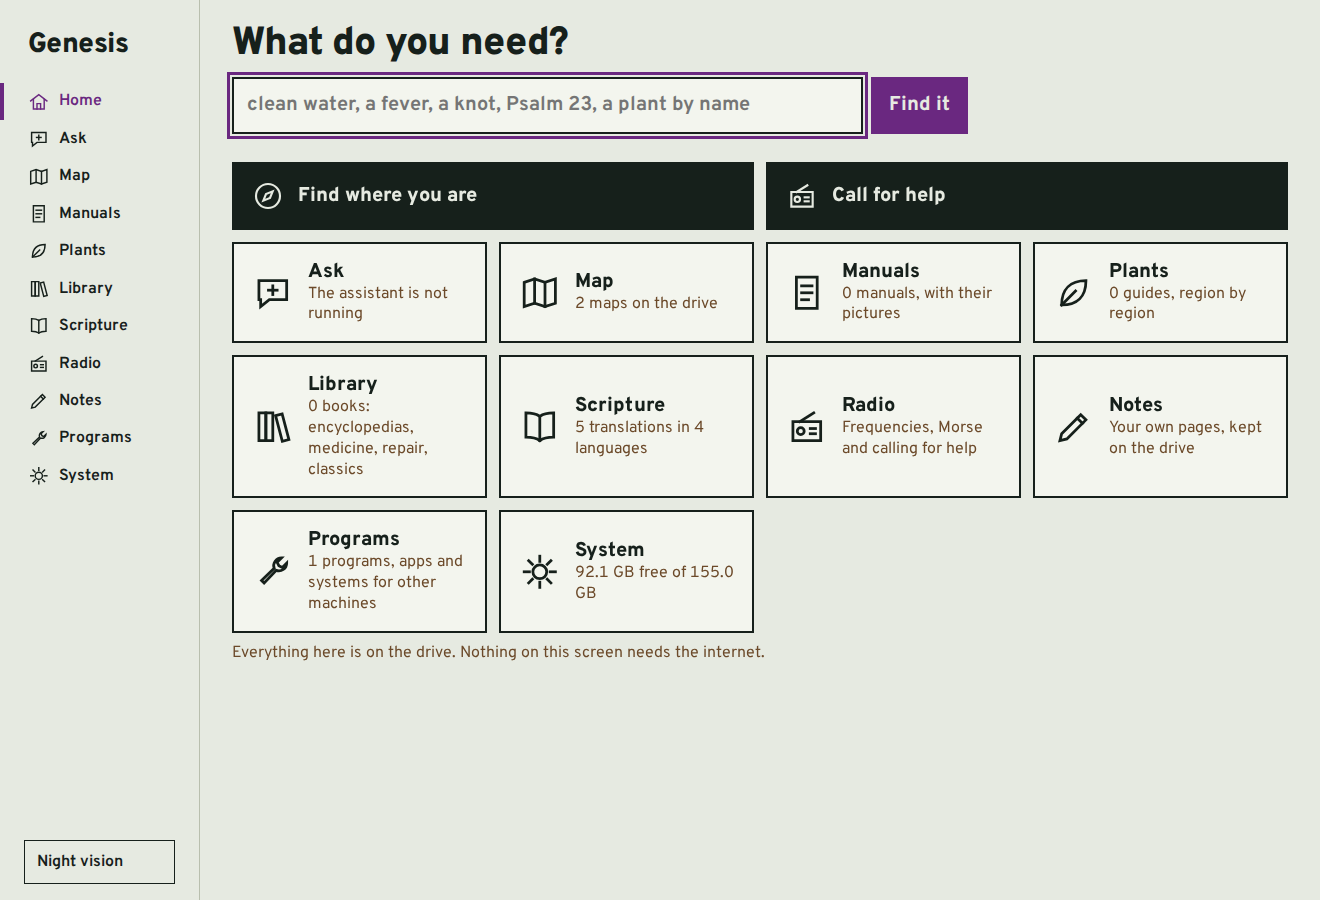 Genesis
Home
Ask
Map
Manuals
Plants
Library
Scripture
Radio
Notes
Programs
System
Night vision
What do you need?
clean water, a fever, a knot, Psalm 23, a plant by name
Find it
Find where you are
Call for help
Ask
The assistant is not
running
Map
2 maps on the drive
Manuals
0 manuals, with their
pictures
Plants
0 guides, region by
region
Library
0 books:
encyclopedias,
medicine, repair,
classics
Scripture
5 translations in 4
languages
Radio
Frequencies, Morse
and calling for help
Notes
Your own pages, kept
on the drive
Programs
1 programs, apps and
systems for other
machines
System
92.1 GB free of 155.0
GB
Everything here is on the drive. Nothing on this screen needs the internet.